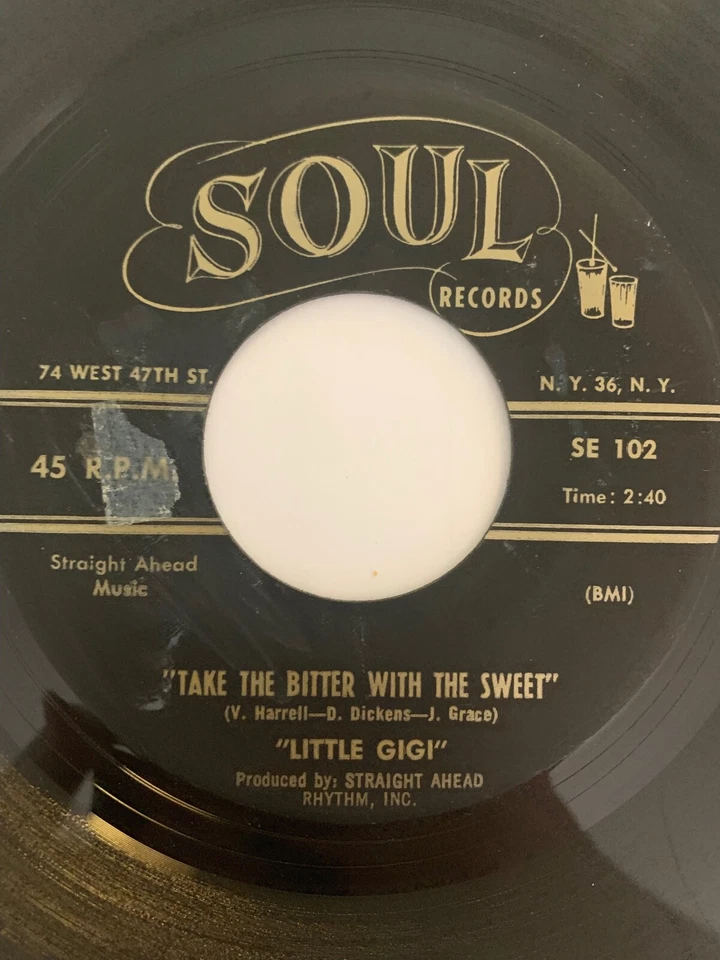 SOUL
RECORDS
74 WEST 47TH ST.
N. Y. 36, N. Y.
45 R.P.M.
SE 102
Time: 2:40
Straight Ahead
Music
(BMI)
"TAKE THE BITTER WITH THE SWEET"
(V. Harrell—D. Dickens—J. Grace)
"LITTLE GIGI"
Produced by: STRAIGHT AHEAD
RHYTHM, INC.